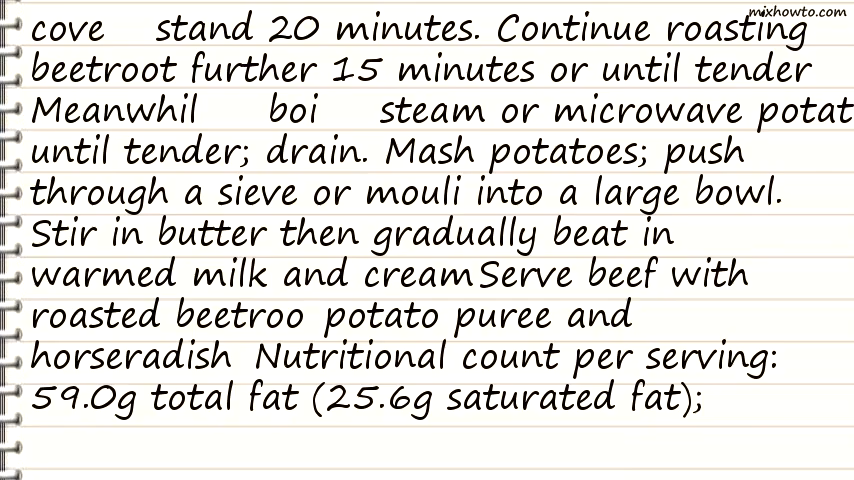 mixhowto.com
cove stand 20 minutes. Continue roasting
beetroot further 15 minutes or until tender
Meanwhil boi steam or microwave potat
until tender; drain. Mash potatoes; push
through a sieve or mouli into a large bowl.
Stir in butter then gradually beat in
warmed milk and creamServe beef with
roasted beetroo potato puree and
horseradish Nutritional count per serving:
59.0g total fat (25.6g saturated fat);